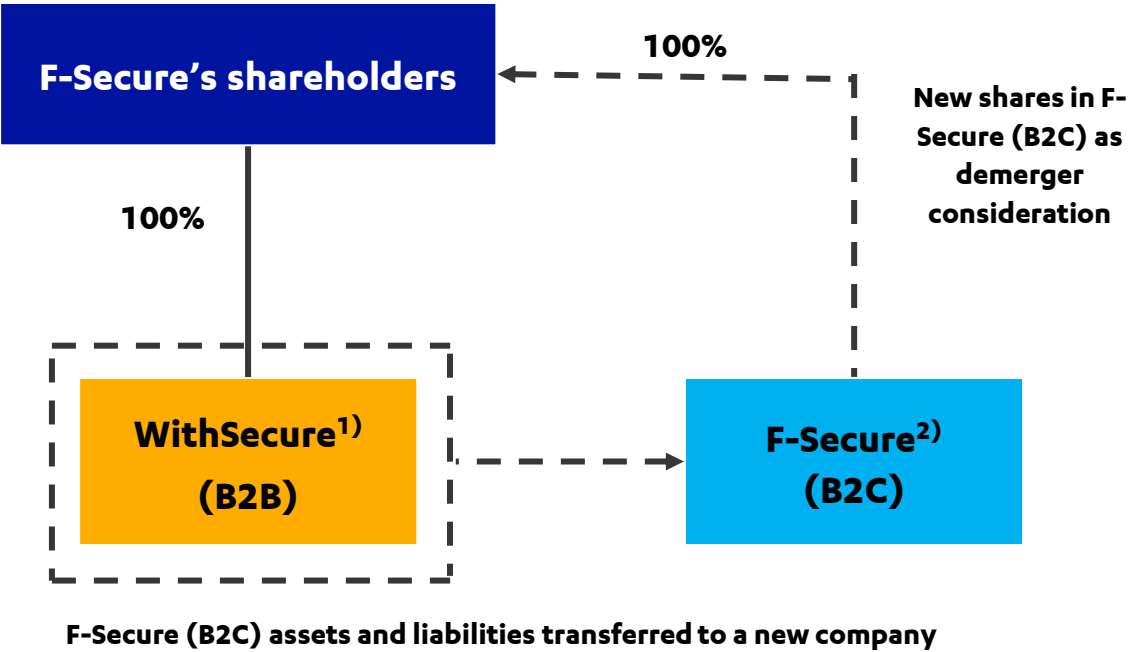 F-Secure’s shareholders
100%
New shares in F-
Secure (B2C) as
demerger
consideration
100%
WithSecure¹⁾
(B2B)
F-Secure²⁾
(B2C)
F-Secure (B2C) assets and liabilities transferred to a new company